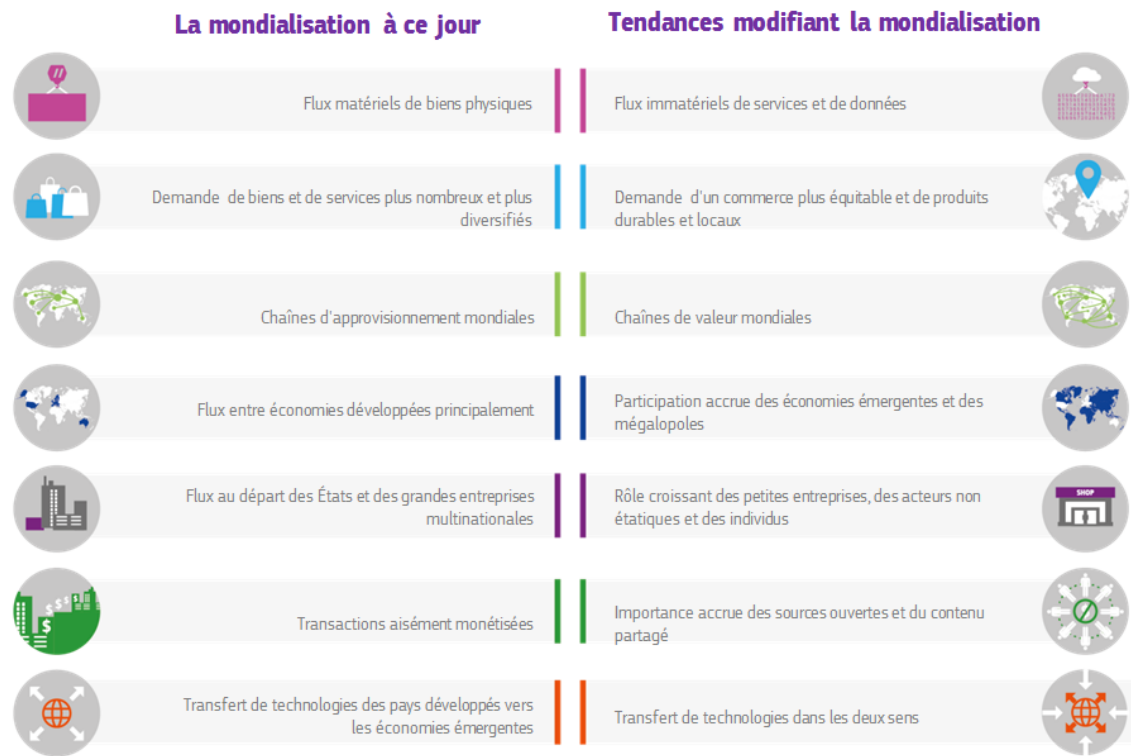 La mondialisation à ce jour
Tendances modifiant la mondialisation
Flux matériels de biens physiques
Flux immatériels de services et de données
Demande de biens et de services plus nombreux et plus
diversifiés
Demande d'un commerce plus équitable et de produits
durables et locaux
Chaînes d'approvisionnement mondiales
Chaînes de valeur mondiales
Flux entre économies développées principalement
Participation accrue des économies émergentes et des
mégalopoles
Flux au départ des États et des grandes entreprises
multinationales
Rôle croissant des petites entreprises, des acteurs non
étatiques et des individus
SHOP
$ $ $ $ $
Transactions aisément monétisées
Importance accrue des sources ouvertes et du contenu
partagé
Transfert de technologies des pays développés vers
les économies émergentes
Transfert de technologies dans les deux sens